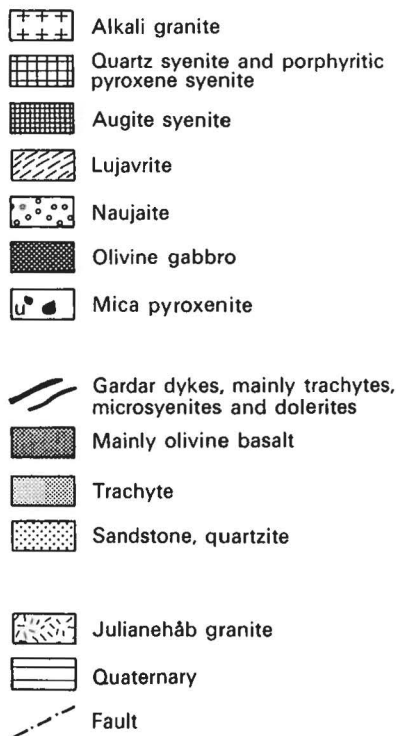 Alkali granite
Quartz syenite and porphyritic
pyroxene syenite
Augite syenite
Lujavrite
Naujaite
Olivine gabbro
u
Mica pyroxenite
Gardar dykes, mainly trachytes,
microsyenites and dolerites
Mainly olivine basalt
Trachyte
Sandstone, quartzite
Julianehåb granite
Quaternary
Fault